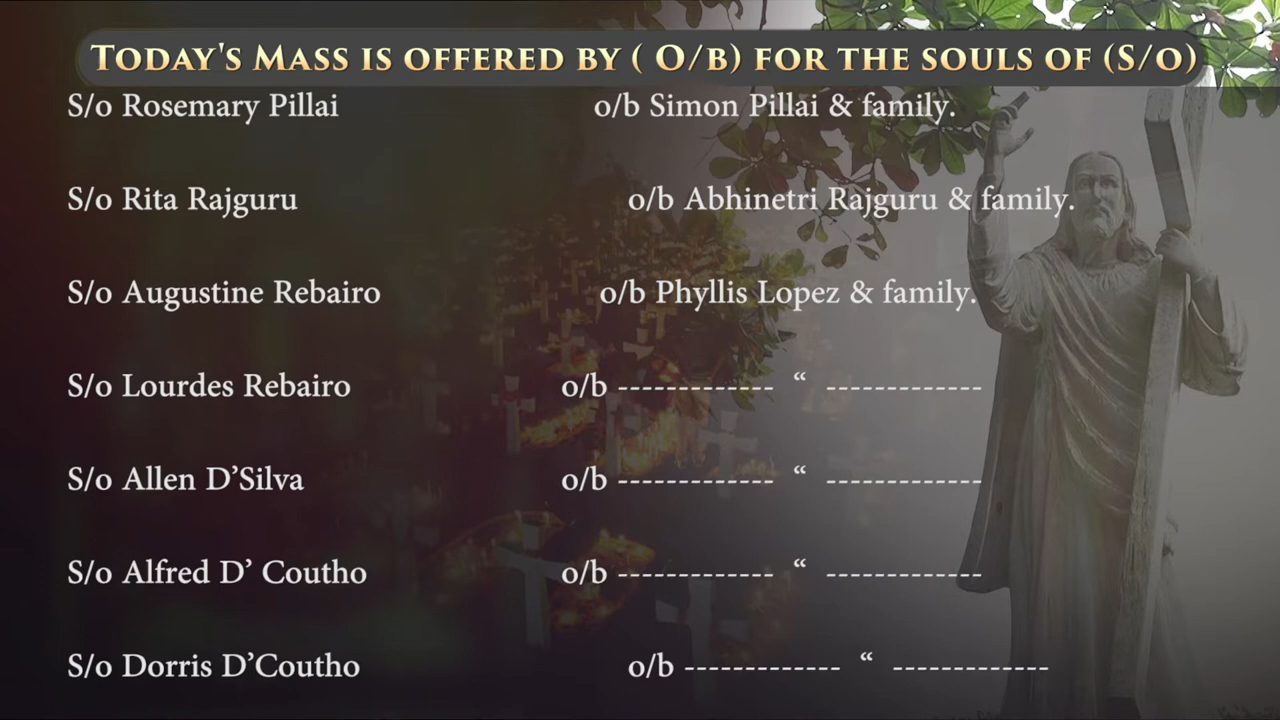 TODAY'S MASS IS OFFERED BY ( O/B) FOR THE SOULS OF (S/O)
S/o Rosemary Pillai o/b Simon Pillai & family.
S/o Rita Rajguru o/b Abhinetri Rajguru & family.
S/o Augustine Rebairo o/b Phyllis Lopez & family.
S/o Lourdes Rebairo o/b ------------- “ -------------
S/o Allen D’Silva o/b ------------- “ -------------
S/o Alfred D’ Coutho o/b ------------- “ -------------
S/o Dorris D’Coutho o/b ------------- “ -------------